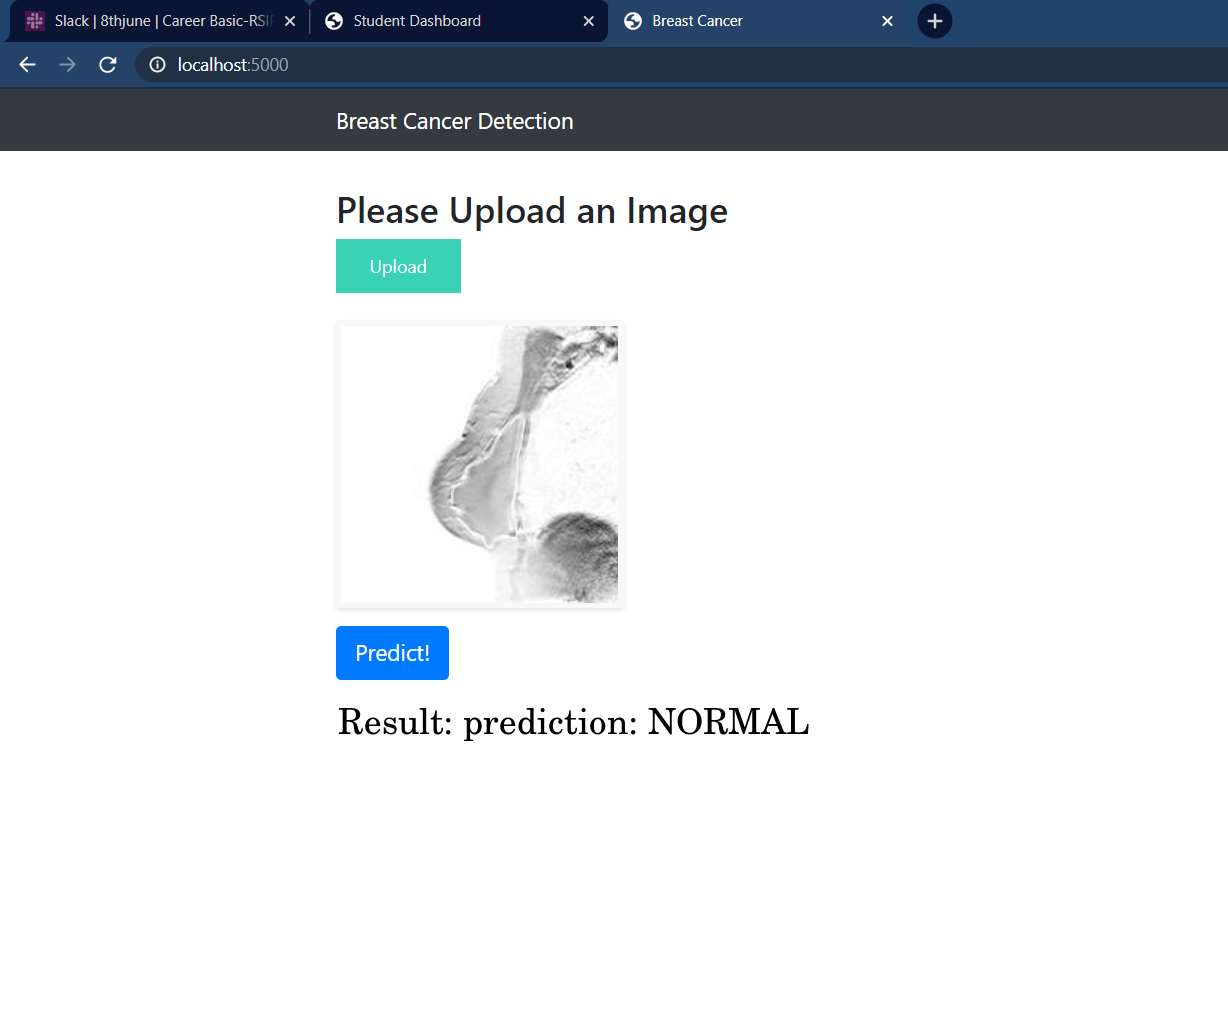 Slack | 8thjune | Career Basic-RSI
Student Dashboard
Breast Cancer
localhost:5000
Breast Cancer Detection
Please Upload an Image
Upload
Predict!
Result: prediction: NORMAL